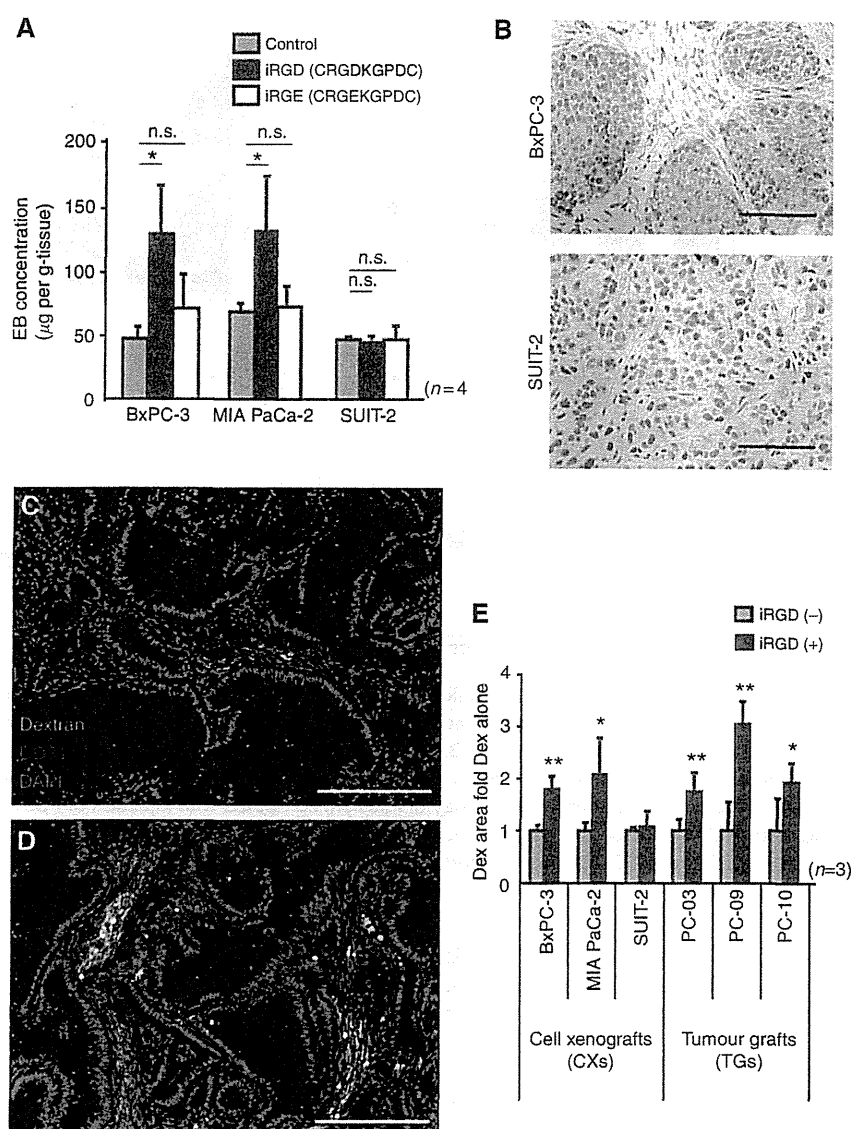 A
Control
iRGD (CRGDKGPDC)
iRGE (CRGEKGPDC)
n.s.
*
n.s.
*
n.s.
n.s.
200
150
100
50
0
EB concentration
(μg per g-tissue)
BxPC-3
MIA PaCa-2
SUIT-2
(n=4
B
BxPC-3
SUIT-2
C
Dextran
DAPI
D
E
iRGD (–)
iRGD (+)
4
3
2
1
0
Dex area fold Dex alone
**
*
**
**
*
(n=3)
BxPC-3
MIA PaCa-2
SUIT-2
PC-03
PC-09
PC-10
Cell xenografts
(CXs)
Tumour grafts
(TGs)